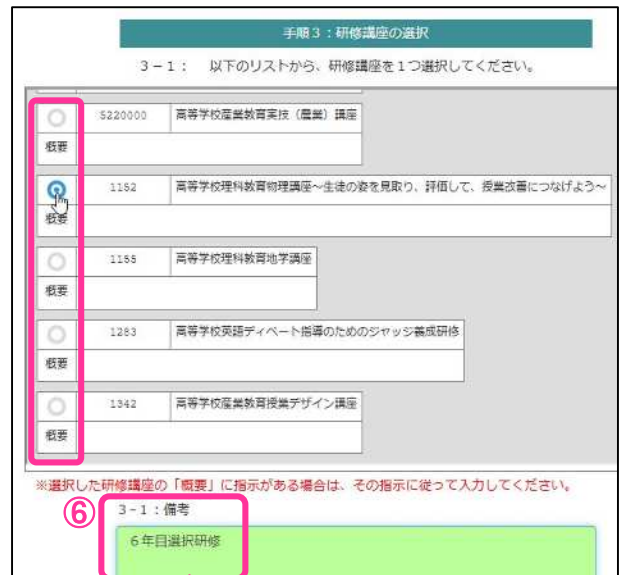 手順3:研修講座の選択
3-1: 以下のリストから、研修講座を1つ選択してください。
5220000 高等学校産業教育実技(農業)講座
概要
1152 高等学校理科教育物理講座~生徒の姿を見取り、評価して、授業改善につなげよう~
概要
1155 高等学校理科教育地学講座
概要
1283 高等学校英語ディベート指導のためのジャッジ養成研修
概要
1342 高等学校産業教育授業デザイン講座
概要
※選択した研修講座の「概要」に指示がある場合は、その指示に従って入力してください。
⑥ 3-1:備考
6年目選択研修